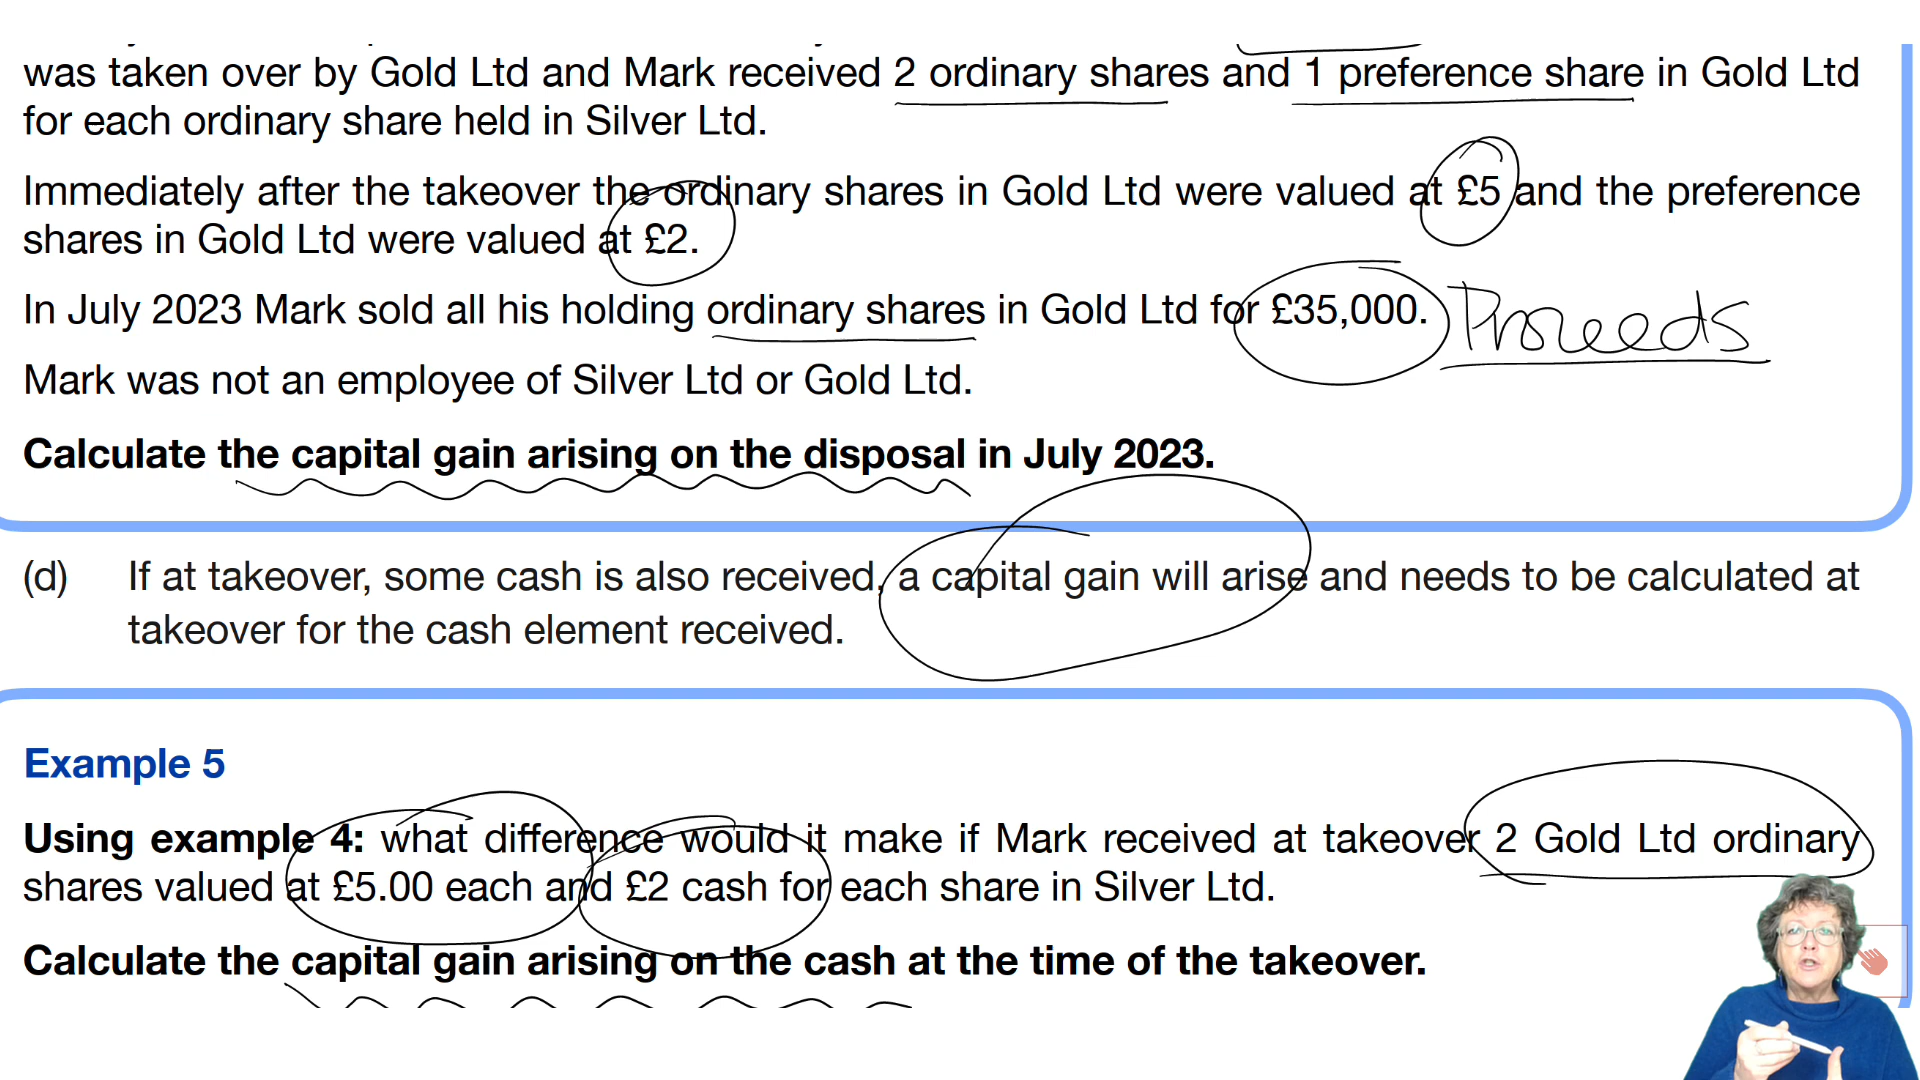 was taken over by Gold Ltd and Mark received 2 ordinary shares and 1 preference share in Gold Ltd
for each ordinary share held in Silver Ltd.
Immediately after the takeover the ordinary shares in Gold Ltd were valued at £5 and the preference
shares in Gold Ltd were valued at £2.
In July 2023 Mark sold all his holding ordinary shares in Gold Ltd for £35,000. Proceeds
Mark was not an employee of Silver Ltd or Gold Ltd.
Calculate the capital gain arising on the disposal in July 2023.
(d) If at takeover, some cash is also received, a capital gain will arise and needs to be calculated at
takeover for the cash element received.
Example 5
Using example 4: what difference would it make if Mark received at takeover 2 Gold Ltd ordinary
shares valued at £5.00 each and £2 cash for each share in Silver Ltd.
Calculate the capital gain arising on the cash at the time of the takeover.